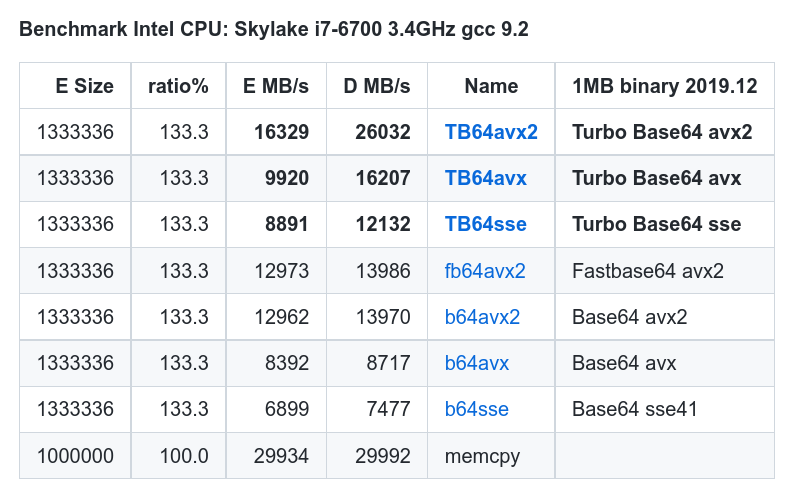 Benchmark Intel CPU: Skylake i7-6700 3.4GHz gcc 9.2
E Size ratio% E MB/s D MB/s Name 1MB binary 2019.12
1333336 133.3 16329 26032 TB64avx2 Turbo Base64 avx2
1333336 133.3 9920 16207 TB64avx Turbo Base64 avx
1333336 133.3 8891 12132 TB64sse Turbo Base64 sse
1333336 133.3 12973 13986 fb64avx2 Fastbase64 avx2
1333336 133.3 12962 13970 b64avx2 Base64 avx2
1333336 133.3 8392 8717 b64avx Base64 avx
1333336 133.3 6899 7477 b64sse Base64 sse41
1000000 100.0 29934 29992 memcpy